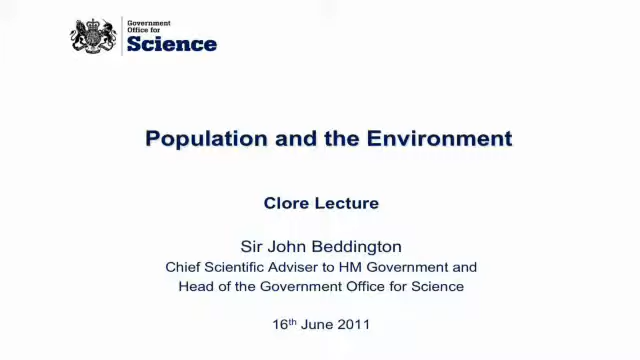 Government
Office for
Science
Population and the Environment
Clore Lecture
Sir John Beddington
Chief Scientific Adviser to HM Government and
Head of the Government Office for Science
16th June 2011